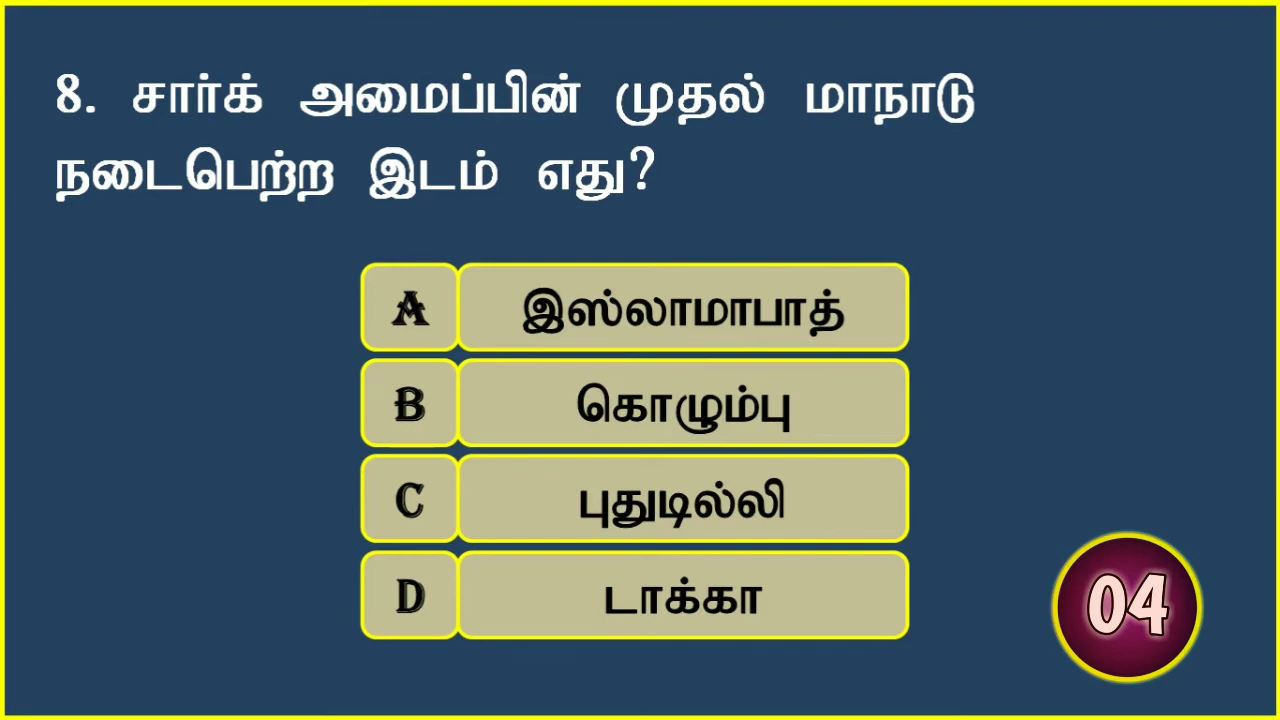 8. சார்க் அமைப்பின் முதல் மாநாடு
நடைபெற்ற இடம் எது?
A இஸ்லாமாபாத்
B கொழும்பு
C புதுடில்லி
D டாக்கா
04